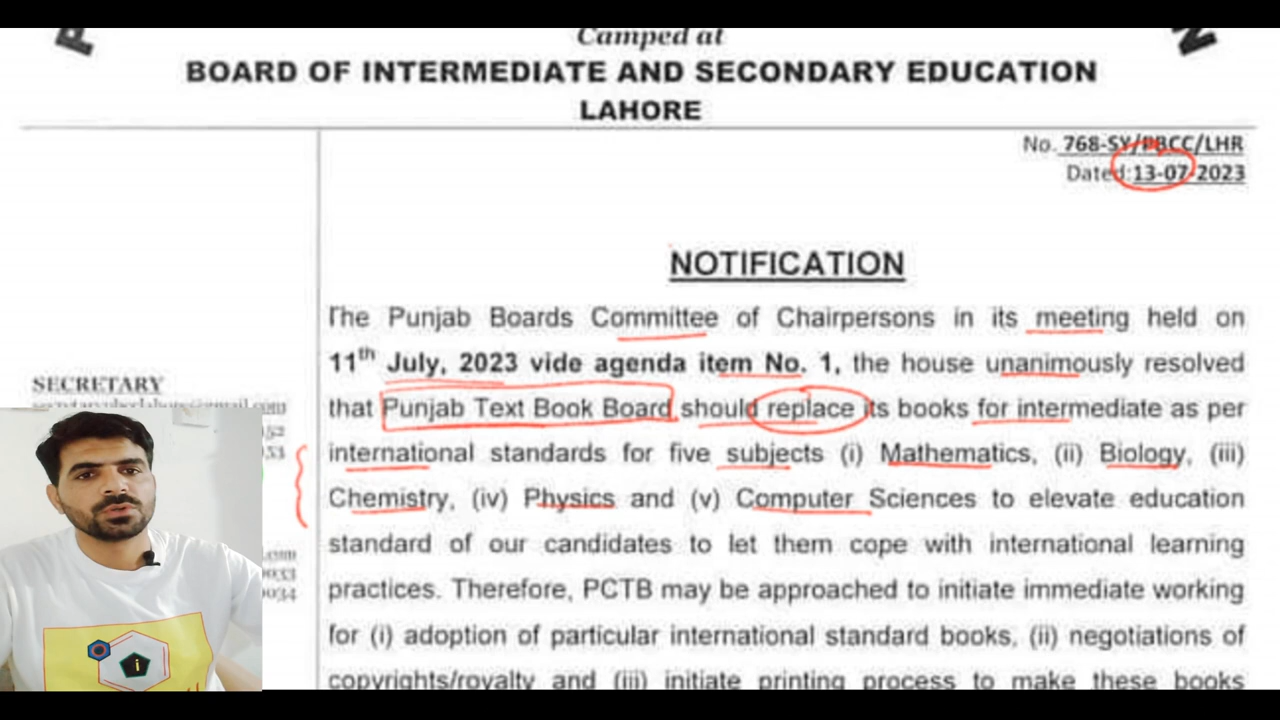 Camped at
BOARD OF INTERMEDIATE AND SECONDARY EDUCATION
LAHORE
No. 768-SY/PBCC/LHR
Dated:13-07-2023
NOTIFICATION
The Punjab Boards Committee of Chairpersons in its meeting held on
11th July, 2023 vide agenda item No. 1, the house unanimously resolved
that Punjab Text Book Board should replace its books for intermediate as per
international standards for five subjects (i) Mathematics, (ii) Biology, (iii)
Chemistry, (iv) Physics and (v) Computer Sciences to elevate education
standard of our candidates to let them cope with international learning
practices. Therefore, PCTB may be approached to initiate immediate working
for (i) adoption of particular international standard books, (ii) negotiations of
copyrights/royalty and (iii) initiate printing process to make these books
SECRETARY
52
53
.com
0033
0034
i